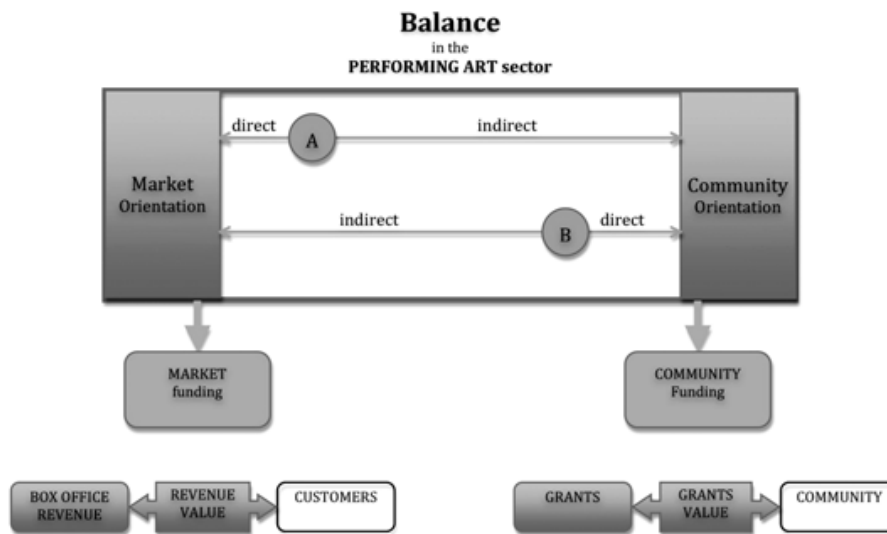 Balance
in the
PERFORMING ART sector
direct
A
indirect
Market
Orientation
Community
Orientation
indirect
B
direct
MARKET
funding
COMMUNITY
Funding
BOX OFFICE
REVENUE
REVENUE
VALUE
CUSTOMERS
GRANTS
GRANTS
VALUE
COMMUNITY